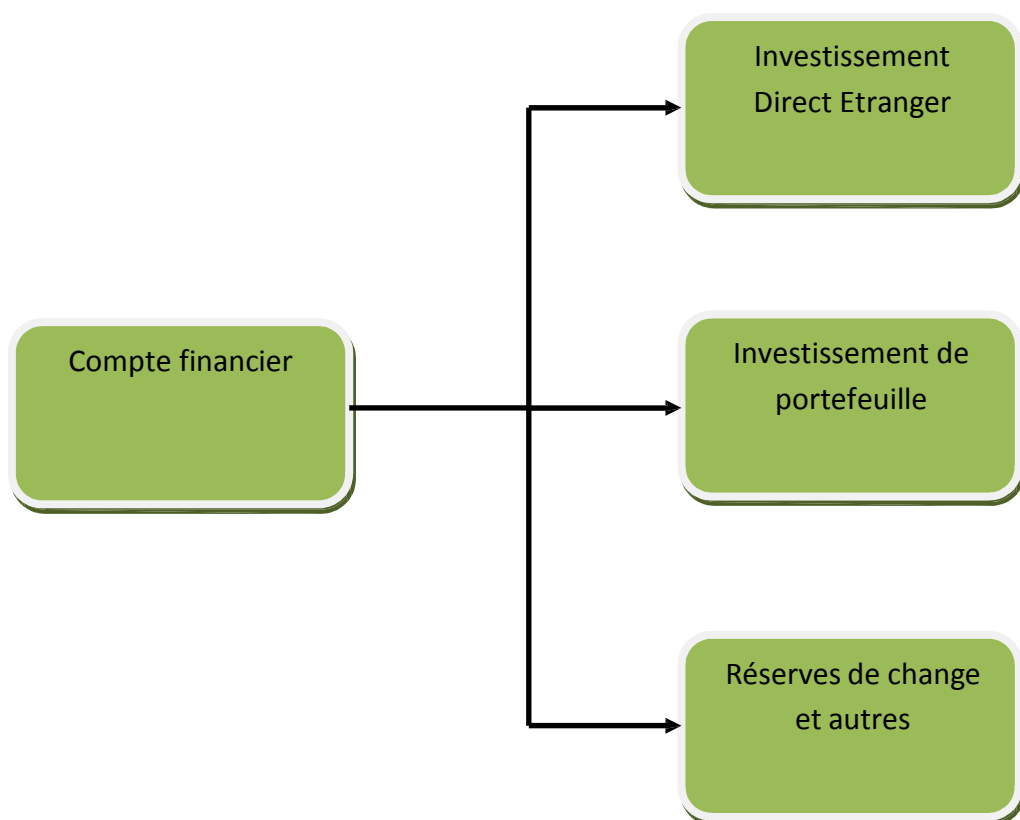 Investissement
Direct Etranger
Compte financier
Investissement de
portefeuille
Réserves de change
et autres